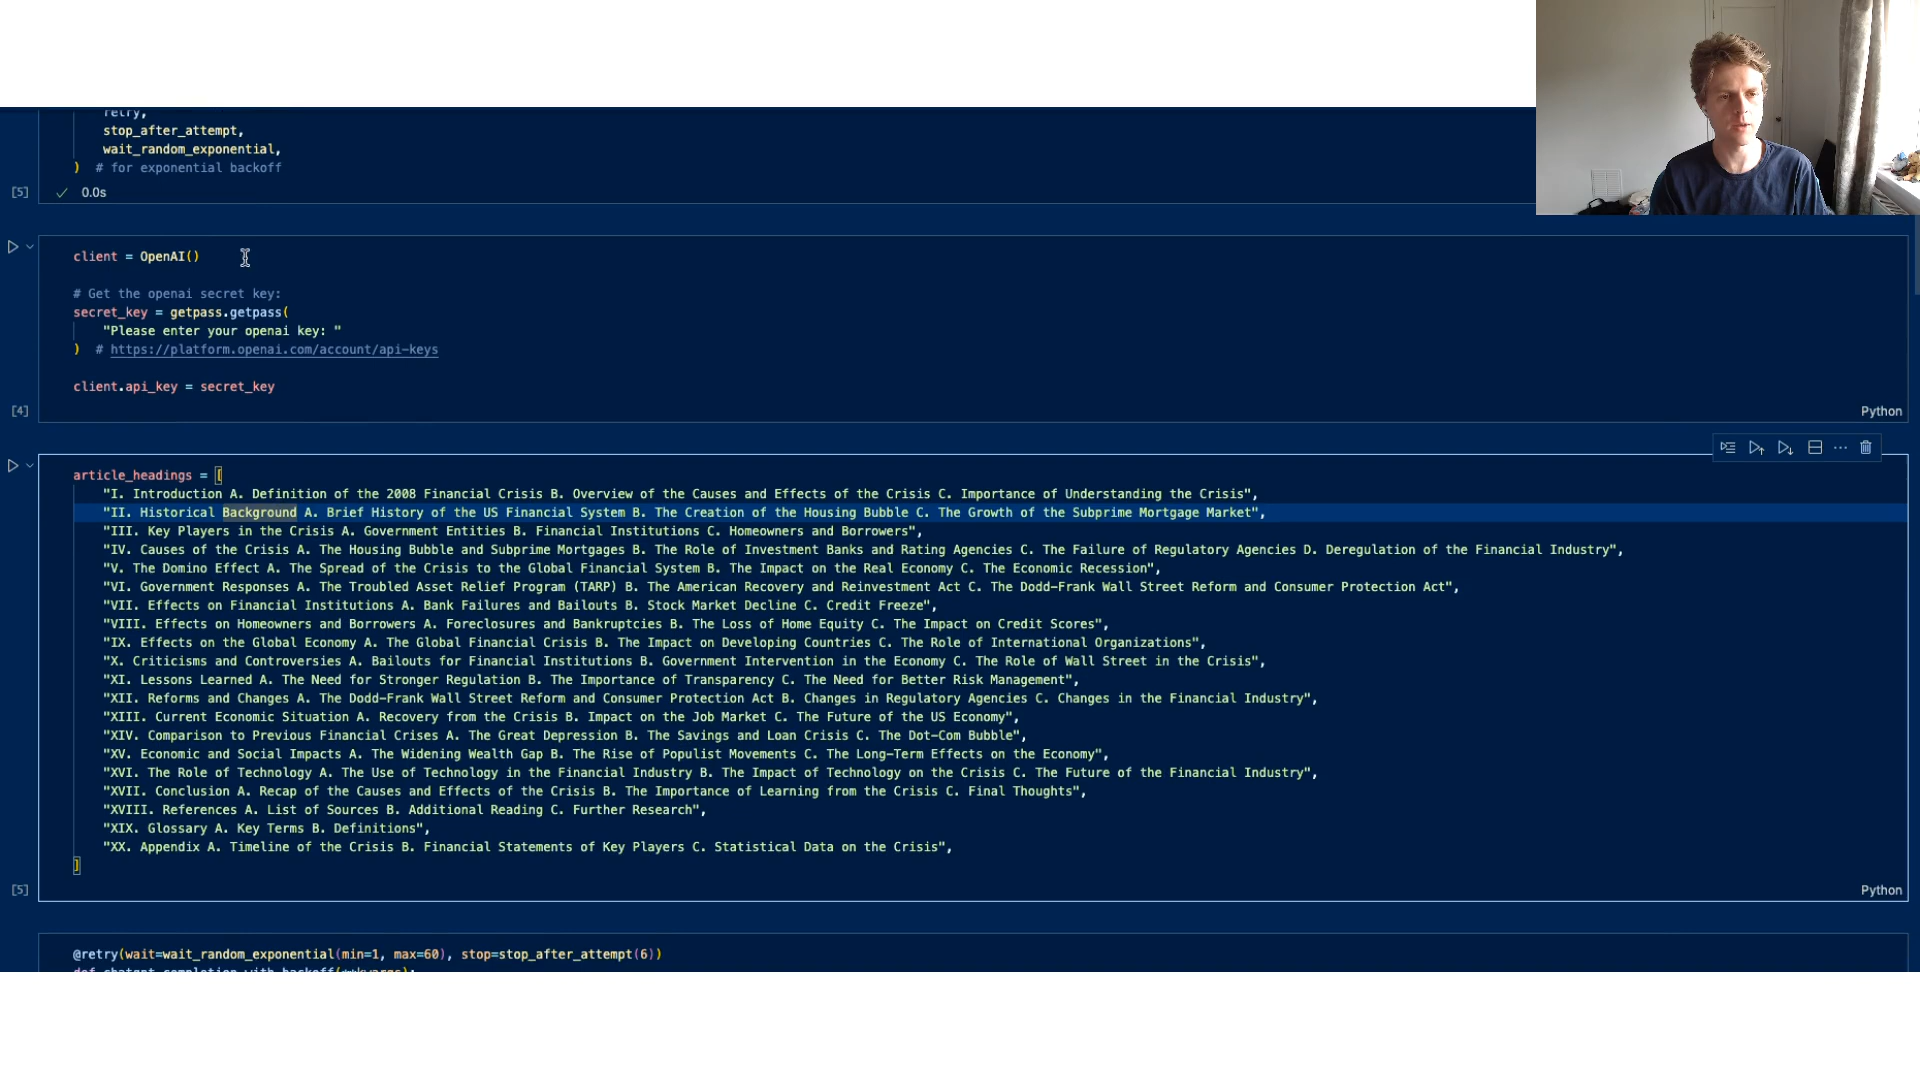 retry,
stop_after_attempt,
wait_random_exponential,
)  # for exponential backoff
[5]
0.0s
client = OpenAI()
# Get the openai secret key:
secret_key = getpass.getpass(
"Please enter your openai key: "
)  # https://platform.openai.com/account/api-keys
client.api_key = secret_key
[4]
Python
article_headings = [
"I. Introduction A. Definition of the 2008 Financial Crisis B. Overview of the Causes and Effects of the Crisis C. Importance of Understanding the Crisis",
"II. Historical Background A. Brief History of the US Financial System B. The Creation of the Housing Bubble C. The Growth of the Subprime Mortgage Market",
"III. Key Players in the Crisis A. Government Entities B. Financial Institutions C. Homeowners and Borrowers",
"IV. Causes of the Crisis A. The Housing Bubble and Subprime Mortgages B. The Role of Investment Banks and Rating Agencies C. The Failure of Regulatory Agencies D. Deregulation of the Financial Industry",
"V. The Domino Effect A. The Spread of the Crisis to the Global Financial System B. The Impact on the Real Economy C. The Economic Recession",
"VI. Government Responses A. The Troubled Asset Relief Program (TARP) B. The American Recovery and Reinvestment Act C. The Dodd-Frank Wall Street Reform and Consumer Protection Act",
"VII. Effects on Financial Institutions A. Bank Failures and Bailouts B. Stock Market Decline C. Credit Freeze",
"VIII. Effects on Homeowners and Borrowers A. Foreclosures and Bankruptcies B. The Loss of Home Equity C. The Impact on Credit Scores",
"IX. Effects on the Global Economy A. The Global Financial Crisis B. The Impact on Developing Countries C. The Role of International Organizations",
"X. Criticisms and Controversies A. Bailouts for Financial Institutions B. Government Intervention in the Economy C. The Role of Wall Street in the Crisis",
"XI. Lessons Learned A. The Need for Stronger Regulation B. The Importance of Transparency C. The Need for Better Risk Management",
"XII. Reforms and Changes A. The Dodd-Frank Wall Street Reform and Consumer Protection Act B. Changes in Regulatory Agencies C. Changes in the Financial Industry",
"XIII. Current Economic Situation A. Recovery from the Crisis B. Impact on the Job Market C. The Future of the US Economy",
"XIV. Comparison to Previous Financial Crises A. The Great Depression B. The Savings and Loan Crisis C. The Dot-Com Bubble",
"XV. Economic and Social Impacts A. The Widening Wealth Gap B. The Rise of Populist Movements C. The Long-Term Effects on the Economy",
"XVI. The Role of Technology A. The Use of Technology in the Financial Industry B. The Impact of Technology on the Crisis C. The Future of the Financial Industry",
"XVII. Conclusion A. Recap of the Causes and Effects of the Crisis B. The Importance of Learning from the Crisis C. Final Thoughts",
"XVIII. References A. List of Sources B. Additional Reading C. Further Research",
"XIX. Glossary A. Key Terms B. Definitions",
"XX. Appendix A. Timeline of the Crisis B. Financial Statements of Key Players C. Statistical Data on the Crisis",
]
[5]
Python
@retry(wait=wait_random_exponential(min=1, max=60), stop=stop_after_attempt(6))
def chatgpt_completion_with_backoff(**kwargs):